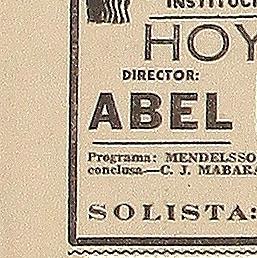 INSTITUCI
HOY
DIRECTOR:
ABEL
Programa: MENDELSSO
conclusa—C. J. MABARA
SOLISTA: